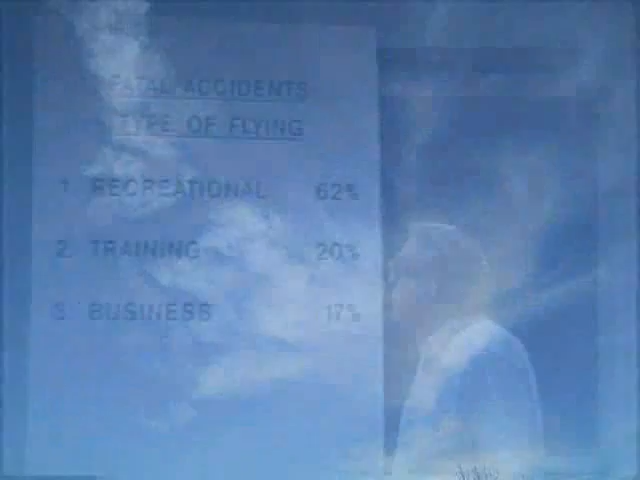 FATAL ACCIDENTS
TYPE OF FLYING
1. RECREATIONAL 62%
2. TRAINING 20%
3. BUSINESS 17%